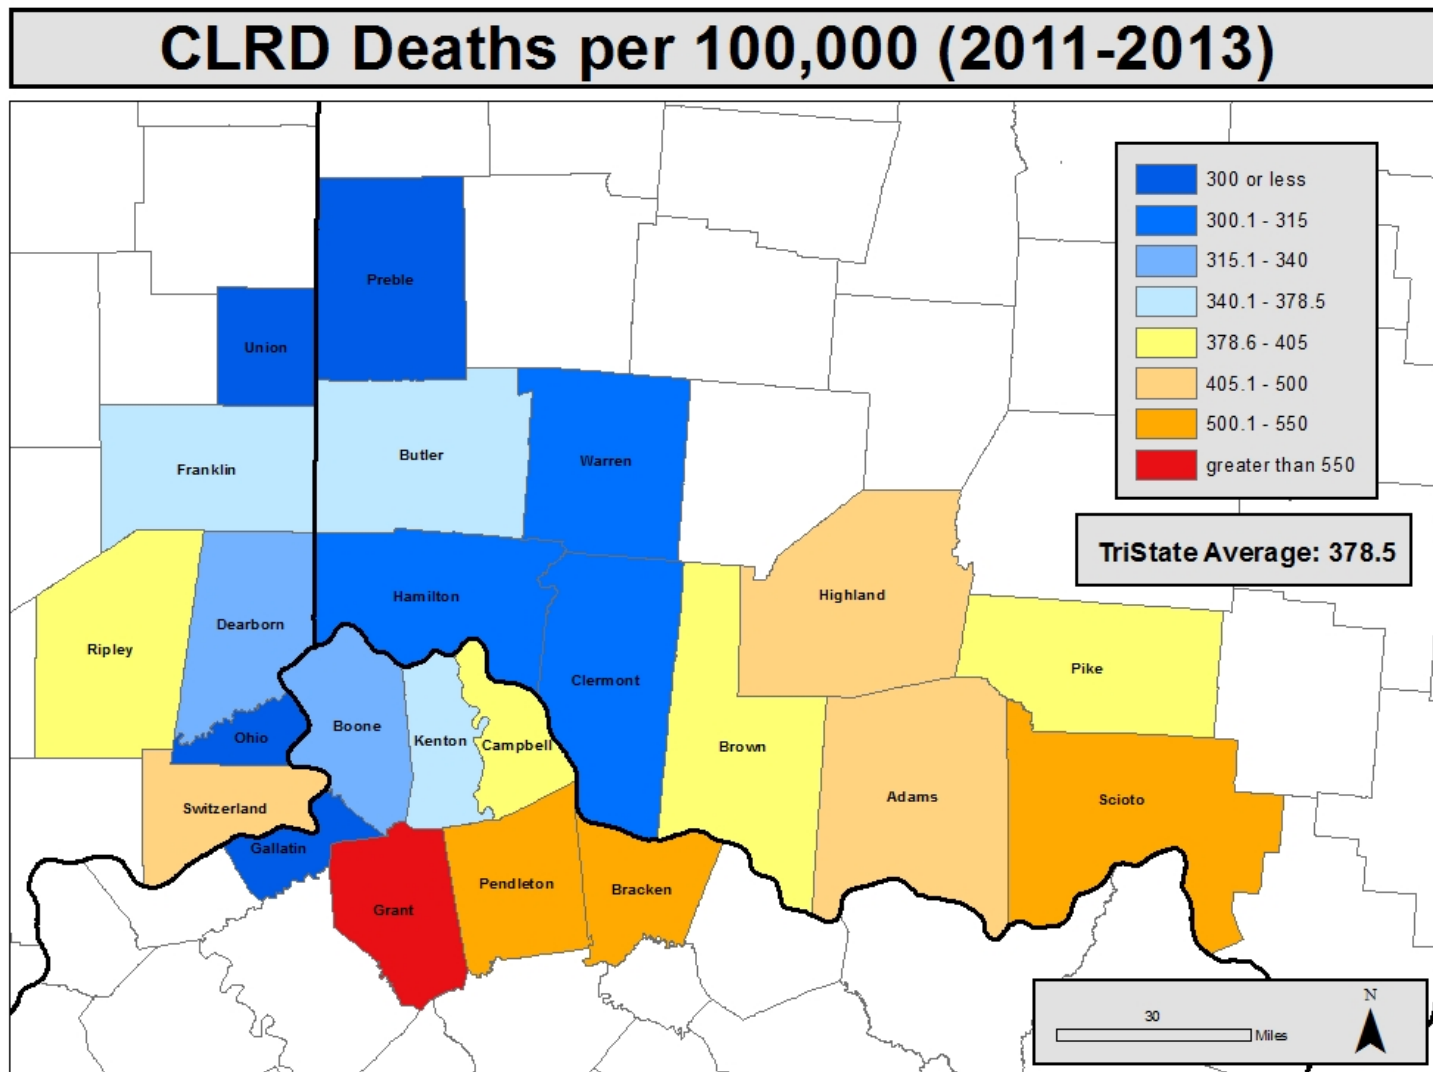 CLRD Deaths per 100,000 (2011-2013)
300 or less
300.1 - 315
315.1 - 340
340.1 - 378.5
378.6 - 405
405.1 - 500
500.1 - 550
greater than 550
TriState Average: 378.5
Preble
Union
Butler
Warren
Franklin
Hamilton
Highland
Dearborn
Ripley
Pike
Clermont
Boone
Ohio
Kenton
Campbell
Brown
Switzerland
Adams
Scioto
Gallatin
Pendleton
Bracken
Grant
N
30
Miles